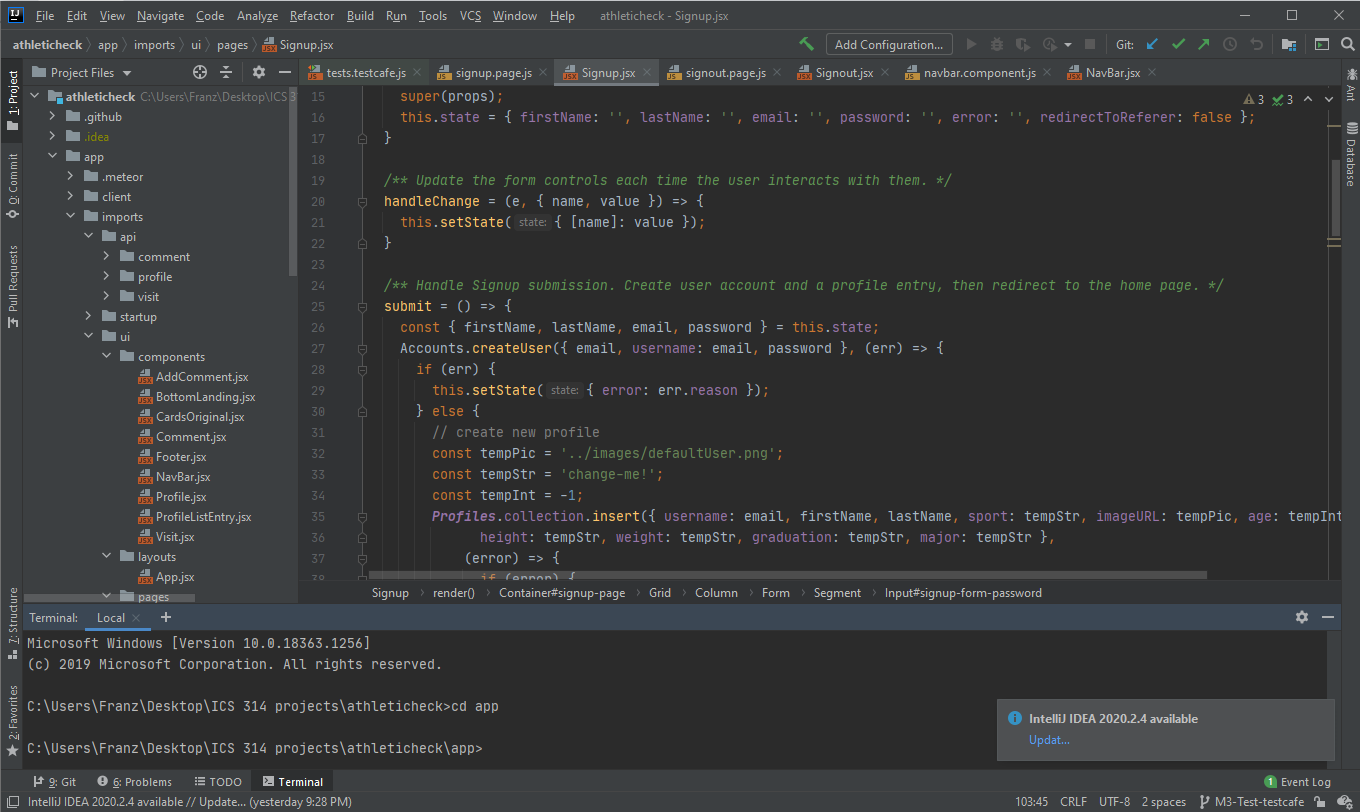 File Edit View Navigate Code Analyze Refactor Build Run Tools VCS Window Help athleticheck - Signup.jsx
athleticheck app imports ui pages Signup.jsx Add Configuration... Git:
Project Files tests.testcafe.js signup.page.js Signup.jsx signout.page.js Signout.jsx navbar.component.js NavBar.jsx
1: Project
0: Commit
Pull Requests
7: Structure
2: Favorites
athleticheck C:\Users\Franz\Desktop\ICS 3
.github
.idea
app
.meteor
client
imports
api
comment
profile
visit
startup
ui
components
AddComment.jsx
BottomLanding.jsx
CardsOriginal.jsx
Comment.jsx
Footer.jsx
NavBar.jsx
Profile.jsx
ProfileListEntry.jsx
Visit.jsx
layouts
App.jsx
pages
3 3
15 super(props);
16 this.state = { firstName: '', lastName: '', email: '', password: '', error: '', redirectToReferer: false };
17 }
18
19 /** Update the form controls each time the user interacts with them. */
20 handleChange = (e, { name, value }) => {
21 this.setState( state: { [name]: value });
22 }
23
24 /** Handle Signup submission. Create user account and a profile entry, then redirect to the home page. */
25 submit = () => {
26 const { firstName, lastName, email, password } = this.state;
27 Accounts.createUser({ email, username: email, password }, (err) => {
28 if (err) {
29 this.setState( state: { error: err.reason });
30 } else {
31 // create new profile
32 const tempPic = '../images/defaultUser.png';
33 const tempStr = 'change-me!';
34 const tempInt = -1;
35 Profiles.collection.insert({ username: email, firstName, lastName, sport: tempStr, imageURL: tempPic, age: tempInt
36 height: tempStr, weight: tempStr, graduation: tempStr, major: tempStr },
37 (error) => {
38 if (error) {
Ant
Database
Signup render() Container#signup-page Grid Column Form Segment Input#signup-form-password
Terminal: Local +
Microsoft Windows [Version 10.0.18363.1256]
(c) 2019 Microsoft Corporation. All rights reserved.
C:\Users\Franz\Desktop\ICS 314 projects\athleticheck>cd app
C:\Users\Franz\Desktop\ICS 314 projects\athleticheck\app>
IntelliJ IDEA 2020.2.4 available
Updat...
9: Git 6: Problems TODO Terminal 1 Event Log
IntelliJ IDEA 2020.2.4 available // Update... (yesterday 9:28 PM) 103:45 CRLF UTF-8 2 spaces M3-Test-testcafe